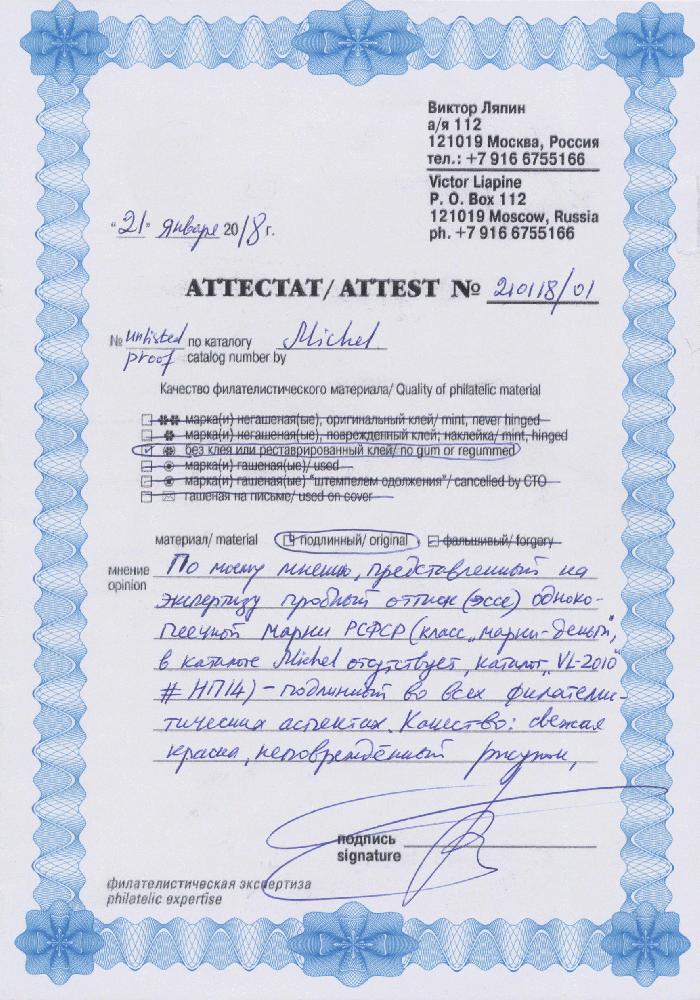 Виктор Ляпин
а/я 112
121019 Москва, Россия
тел.: +7 916 6755166
Victor Liapine
P. O. Box 112
121019 Moscow, Russia
ph. +7 916 6755166
"21" января 2018 г.
АТТЕСТАТ/ ATTEST № 210118/01
№ unlisted proof по каталогу Michel
catalog number by
Качество филателистического материала/ Quality of philatelic material
марка(и) негашеная(ые), оригинальный клей/ mint, never hinged
марка(и) негашеная(ые), поврежденный клей; наклейка/ mint, hinged
без клея или реставрированный клей/ no gum or regummed
марка(и) гашеная(ые)/ used
марка(и) гашеная(ые) "штемпелем одолжения"/ cancelled by CTO
гашеная на письме/ used on cover
материал/ material подлинный/ original фальшивый/ forgery
мнение
opinion
По моему мнению, представленный на
экспертизу пробный оттиск (эссе) одноко-
пеечной марки РСФСР (класс „марки-деньги",
в каталоге Michel отсутствует, каталог „VL-2010"
# НП14) – подлинный во всех филатели-
тических аспектах. Качество: свежая
краска, неповреждённый рисунок,
подпись
signature
филателистическая экспертиза
philatelic expertise